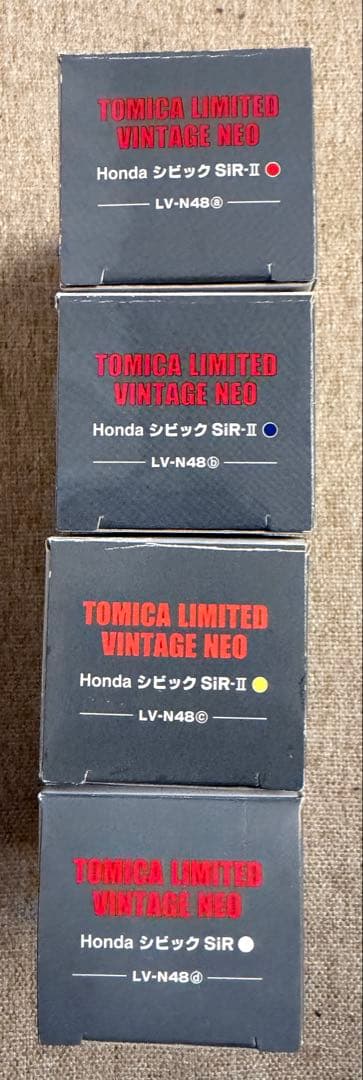 TOMICA LIMITED
VINTAGE NEO
Honda シビック SiR-Ⅱ
LV-N48ⓐ
TOMICA LIMITED
VINTAGE NEO
Honda シビック SiR-Ⅱ
LV-N48ⓑ
TOMICA LIMITED
VINTAGE NEO
Honda シビック SiR-Ⅱ
LV-N48ⓒ
TOMICA LIMITED
VINTAGE NEO
Honda シビック SiR
LV-N48ⓓ